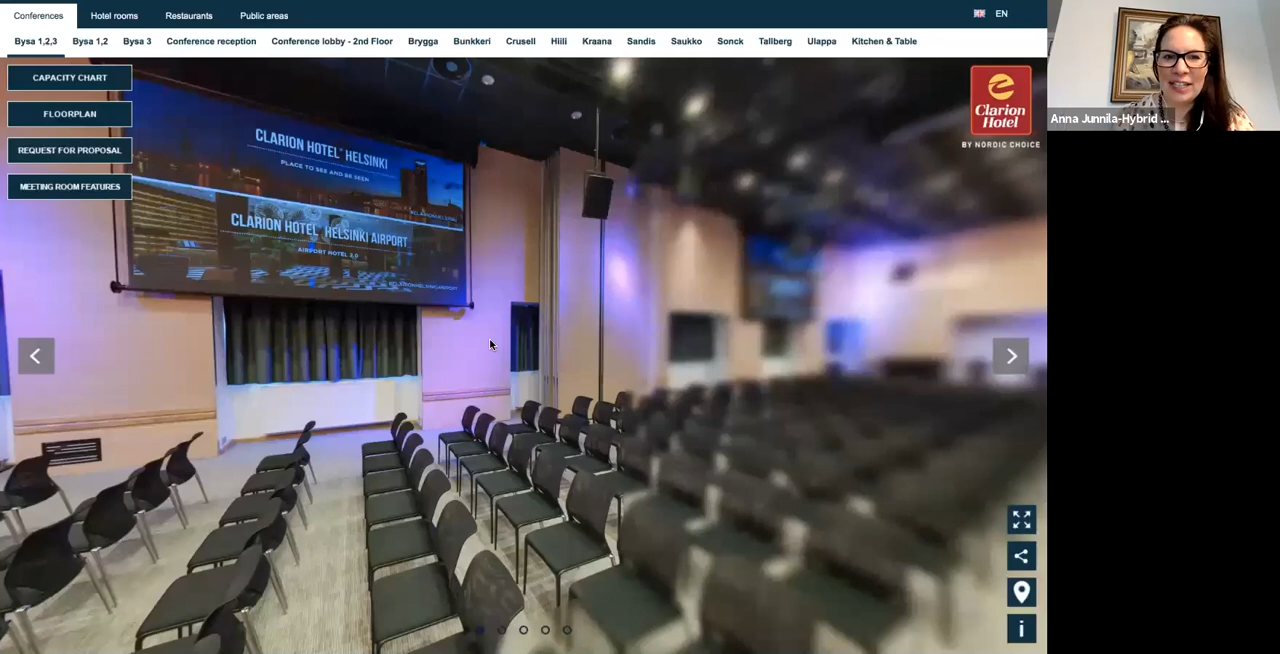 Conferences
Hotel rooms
Restaurants
Public areas
EN
Bysa 1,2,3
Bysa 1,2
Bysa 3
Conference reception
Conference lobby - 2nd Floor
Brygga
Bunkkeri
Crusell
Hiili
Kraana
Sandis
Saukko
Sonck
Tallberg
Ulappa
Kitchen & Table
CAPACITY CHART
FLOORPLAN
REQUEST FOR PROPOSAL
MEETING ROOM FEATURES
CLARION HOTEL® HELSINKI
PLACE TO SEE AND BE SEEN
CLARION HOTEL® HELSINKI AIRPORT
AIRPORT HOTEL 2.0
#CLARIONHELSINKIAIRPORT
Clarion
Hotel
BY NORDIC CHOICE
Anna Junnila-Hybrid ...